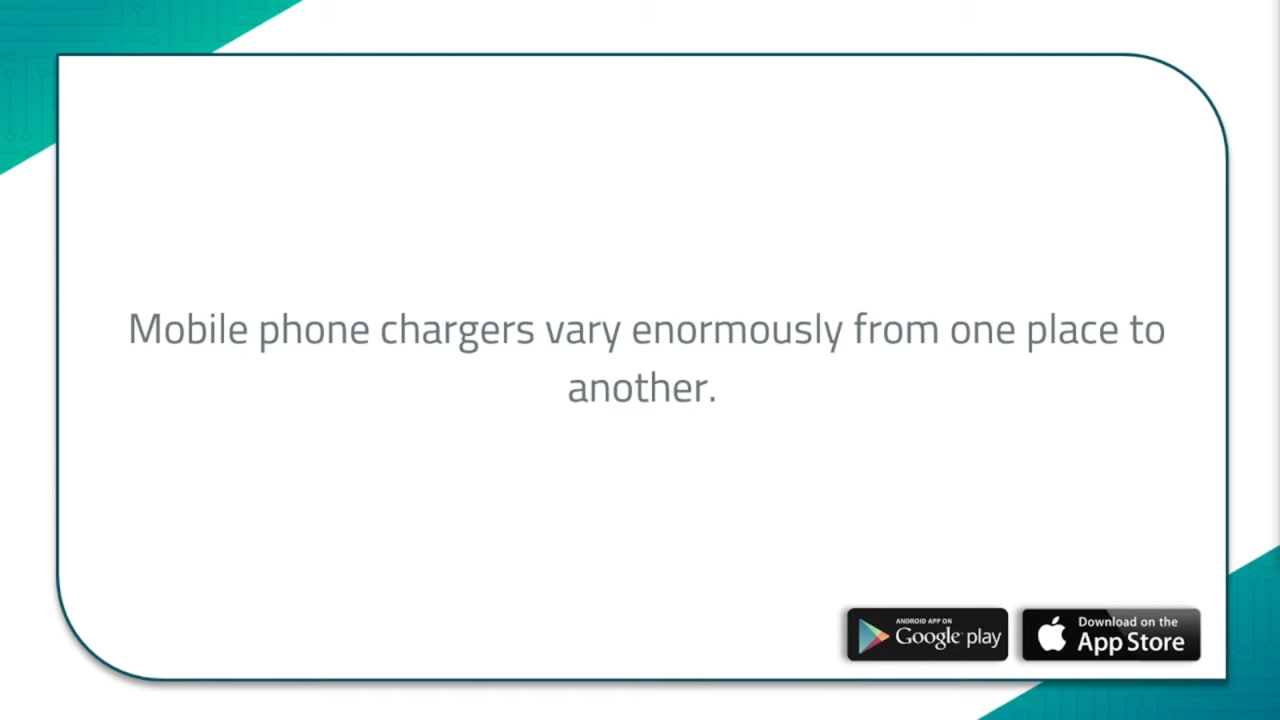 Mobile phone chargers vary enormously from one place to
another.
ANDROID APP ON
Google play
Download on the
App Store